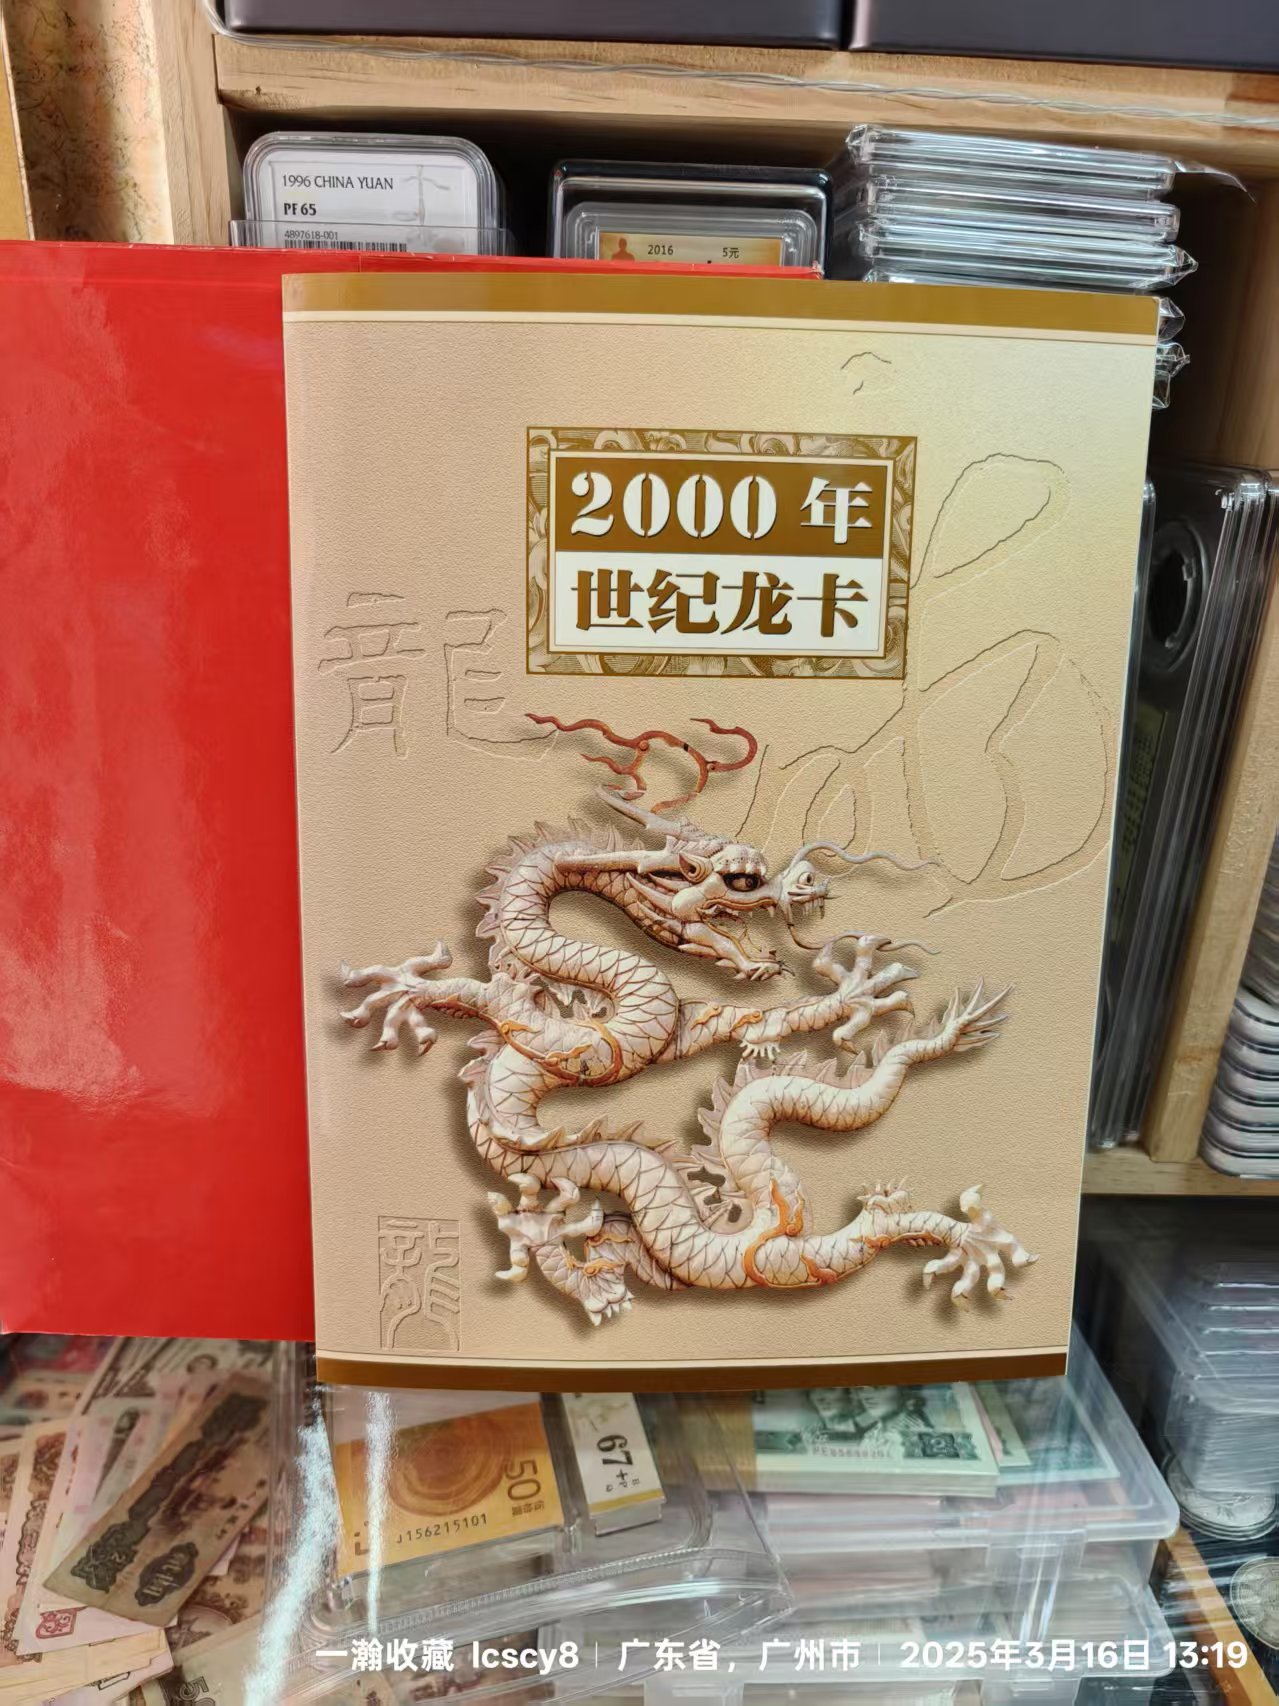 1996 CHINA YUAN
PF 65
4897618-001
2016 5元
2000年
世纪龙卡
龍
50
J156215101
67
一瀚收藏 lcscy8 | 广东省，广州市 | 2025年3月16日 13:19